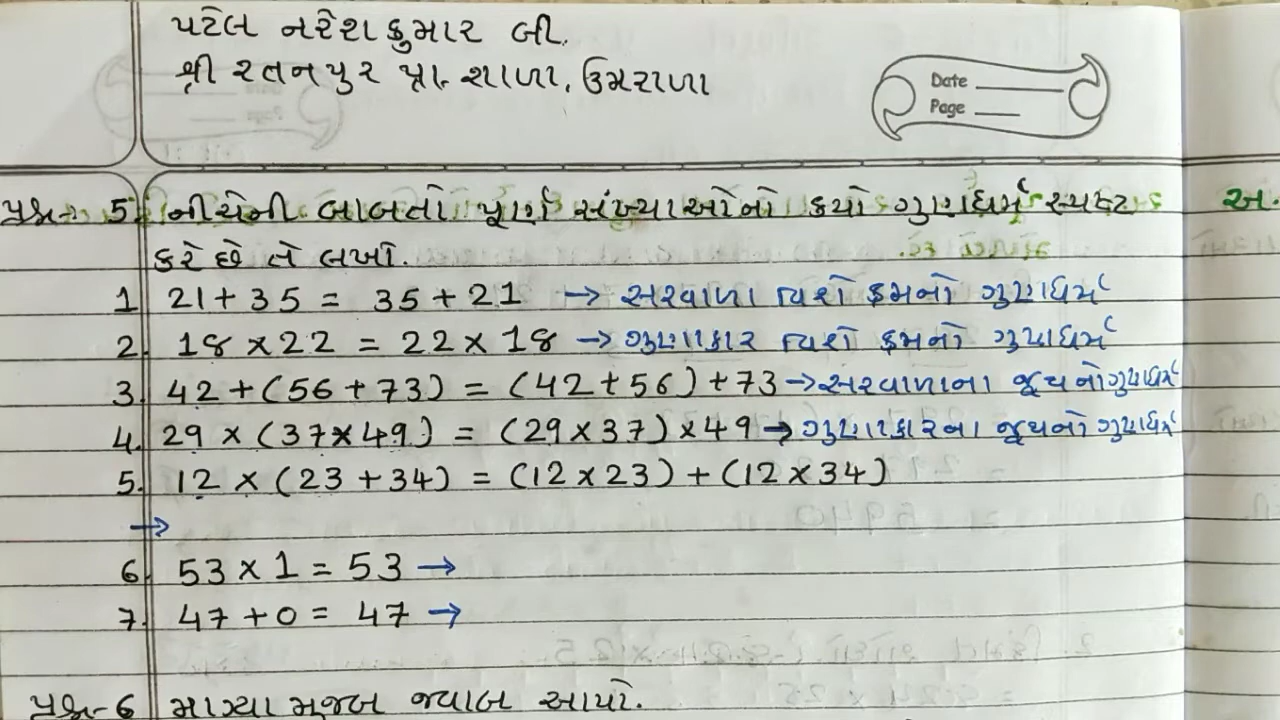 પટેલ નરેશકુમાર બી.
શ્રી રતનપુર પ્રા. શાળા, ઉમરાળા
Date
Page
પ્રશ્ન-5 નીચેની બાબતો પૂર્ણ સંખ્યાઓનો કયો ગુણધર્મ સ્પષ્ટ
અ.
કરે છે તે લખો.
1 21 + 35 = 35 + 21 → સરવાળા વિશે ક્રમનો ગુણધર્મ
2. 18 × 22 = 22 × 18 → ગુણાકાર વિશે ક્રમનો ગુણધર્મ
3. 42 + (56 + 73) = (42 + 56) + 73 → સરવાળાના જૂથનો ગુણધર્મ
4. 29 × (37 × 49) = (29 × 37) × 49 → ગુણાકારના જૂથનો ગુણધર્મ
5. 12 × (23 + 34) = (12 × 23) + (12 × 34)
→
6. 53 × 1 = 53 →
7. 47 + 0 = 47 →
પ્રશ્ન-6 માગ્યા મુજબ જવાબ આપો.